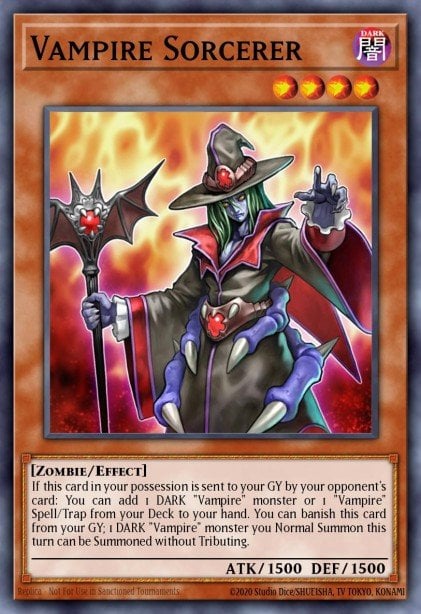 VAMPIRE SORCERER
DARK
闇
[ZOMBIE/EFFECT]
If this card in your possession is sent to your GY by your opponent's
card: You can add 1 DARK "Vampire" monster or 1 "Vampire"
Spell/Trap from your Deck to your hand. You can banish this card
from your GY; 1 DARK "Vampire" monster you Normal Summon this
turn can be Summoned without Tributing.
ATK/1500 DEF/1500
Replica - Not For Use in Sanctioned Tournaments
©2020 Studio Dice/SHUEISHA, TV TOKYO, KONAMI